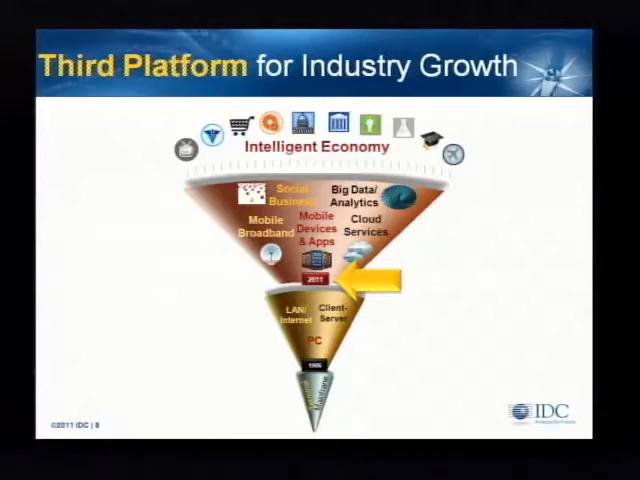 Third Platform for Industry Growth
Intelligent Economy
Social
Business
Big Data/
Analytics
Mobile
Broadband
Mobile
Devices
& Apps
Cloud
Services
2011
LAN/
Internet
Client-
Server
PC
Mainframe
©2011 IDC | 8
IDC